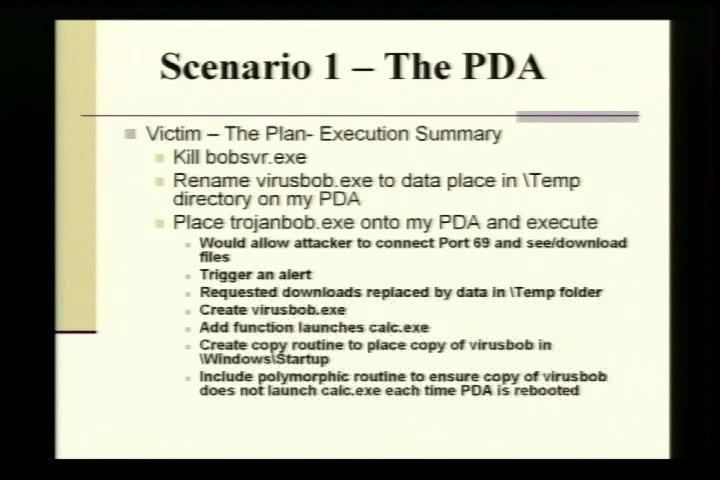 Scenario 1 – The PDA
Victim – The Plan- Execution Summary
Kill bobsvr.exe
Rename virusbob.exe to data place in \Temp
directory on my PDA
Place trojanbob.exe onto my PDA and execute
Would allow attacker to connect Port 69 and see/download
files
Trigger an alert
Requested downloads replaced by data in \Temp folder
Create virusbob.exe
Add function launches calc.exe
Create copy routine to place copy of virusbob in
\Windows\Startup
Include polymorphic routine to ensure copy of virusbob
does not launch calc.exe each time PDA is rebooted